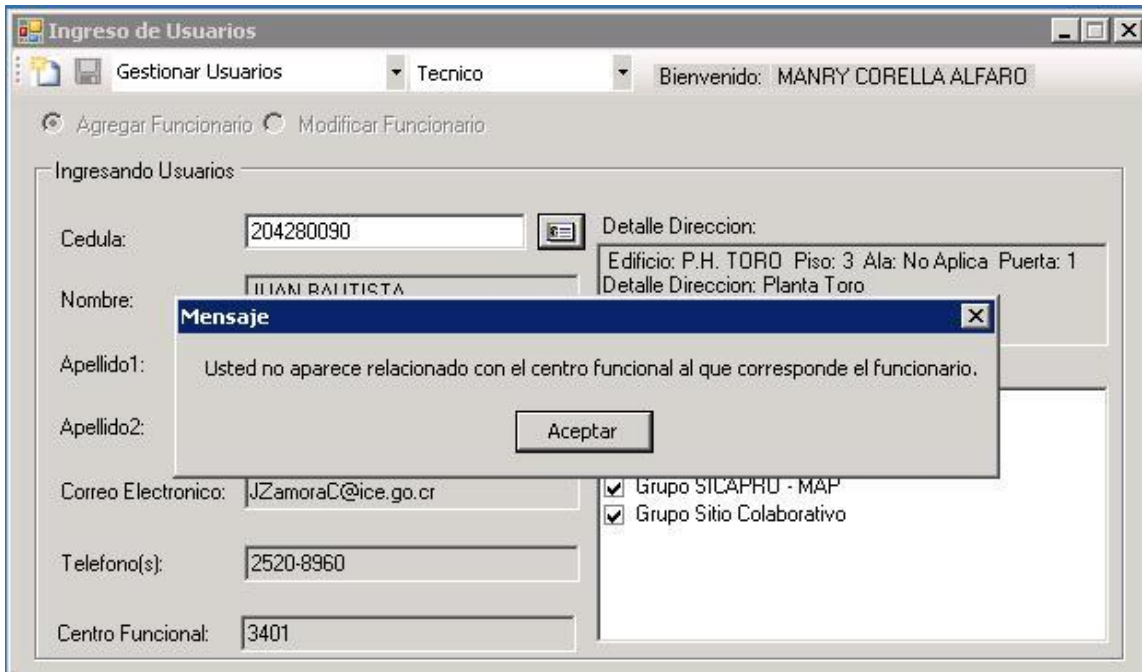 Ingreso de Usuarios
Gestionar Usuarios Tecnico Bienvenido: MANRY CORELLA ALFARO
Agregar Funcionario Modificar Funcionario
Ingresando Usuarios
Cedula: 204280090
Detalle Direccion:
Edificio: P.H. TORO Piso: 3 Ala: No Aplica Puerta: 1
Detalle Direccion: Planta Toro
Nombre: JUAN BAUTISTA
Mensaje
Usted no aparece relacionado con el centro funcional al que corresponde el funcionario.
Aceptar
Apellido1:
Apellido2:
Correo Electronico: JZamoraC@ice.go.cr
Grupo SICAPRO - MAP
Grupo Sitio Colaborativo
Telefono(s): 2520-8960
Centro Funcional: 3401